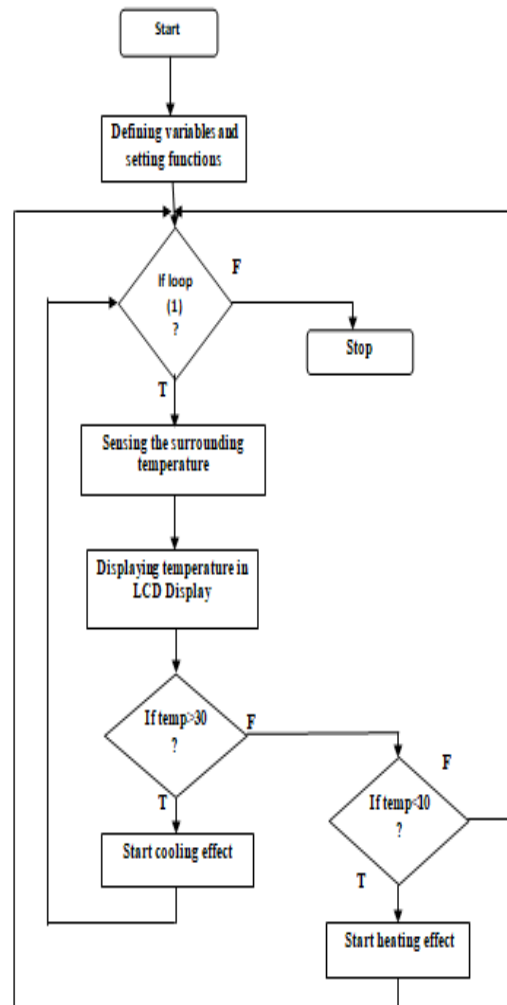 Start
Defining variables and
setting functions
If loop
(1)
?
F
Stop
T
Sensing the surrounding
temperature
Displaying temperature in
LCD Display
If temp>30
?
F
T
Start cooling effect
If temp<10
?
F
T
Start heating effect